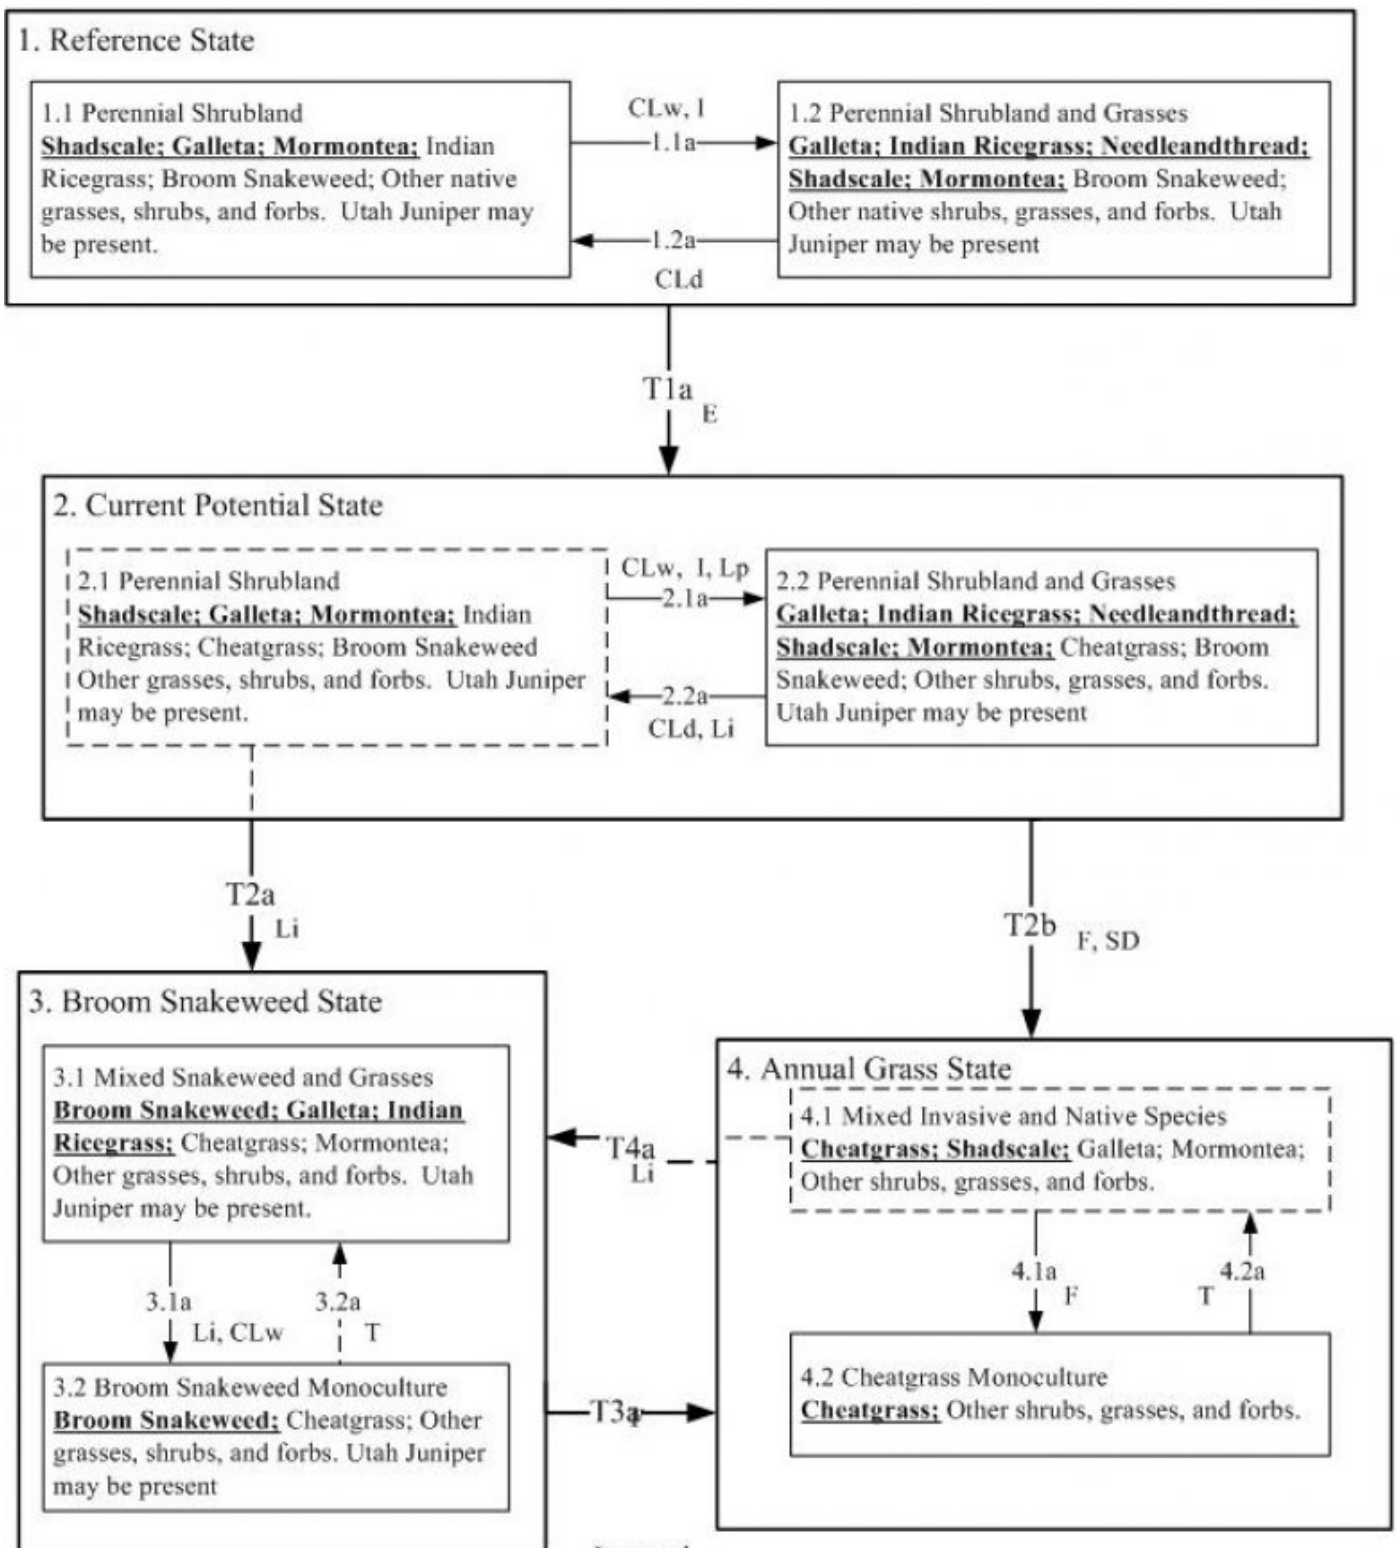 1. Reference State
1.1 Perennial Shrubland
Shadscale; Galleta; Mormontea; Indian
Ricegrass; Broom Snakeweed; Other native
grasses, shrubs, and forbs. Utah Juniper may
be present.
CLw, I
1.1a
1.2a
CLd
1.2 Perennial Shrubland and Grasses
Galleta; Indian Ricegrass; Needleandthread;
Shadscale; Mormontea; Broom Snakeweed;
Other native shrubs, grasses, and forbs. Utah
Juniper may be present
T1a
E
2. Current Potential State
2.1 Perennial Shrubland
Shadscale; Galleta; Mormontea; Indian
Ricegrass; Cheatgrass; Broom Snakeweed
Other grasses, shrubs, and forbs. Utah Juniper
may be present.
CLw, I, Lp
2.1a
2.2a
CLd, Li
2.2 Perennial Shrubland and Grasses
Galleta; Indian Ricegrass; Needleandthread;
Shadscale; Mormontea; Cheatgrass; Broom
Snakeweed; Other shrubs, grasses, and forbs.
Utah Juniper may be present
T2a
Li
T2b
F, SD
3. Broom Snakeweed State
3.1 Mixed Snakeweed and Grasses
Broom Snakeweed; Galleta; Indian
Ricegrass; Cheatgrass; Mormontea;
Other grasses, shrubs, and forbs. Utah
Juniper may be present.
3.1a
Li, CLw
3.2a
T
3.2 Broom Snakeweed Monoculture
Broom Snakeweed; Cheatgrass; Other
grasses, shrubs, and forbs. Utah Juniper
may be present
T4a
Li
T3a
4. Annual Grass State
4.1 Mixed Invasive and Native Species
Cheatgrass; Shadscale; Galleta; Mormontea;
Other shrubs, grasses, and forbs.
4.1a
F
4.2a
T
4.2 Cheatgrass Monoculture
Cheatgrass; Other shrubs, grasses, and forbs.